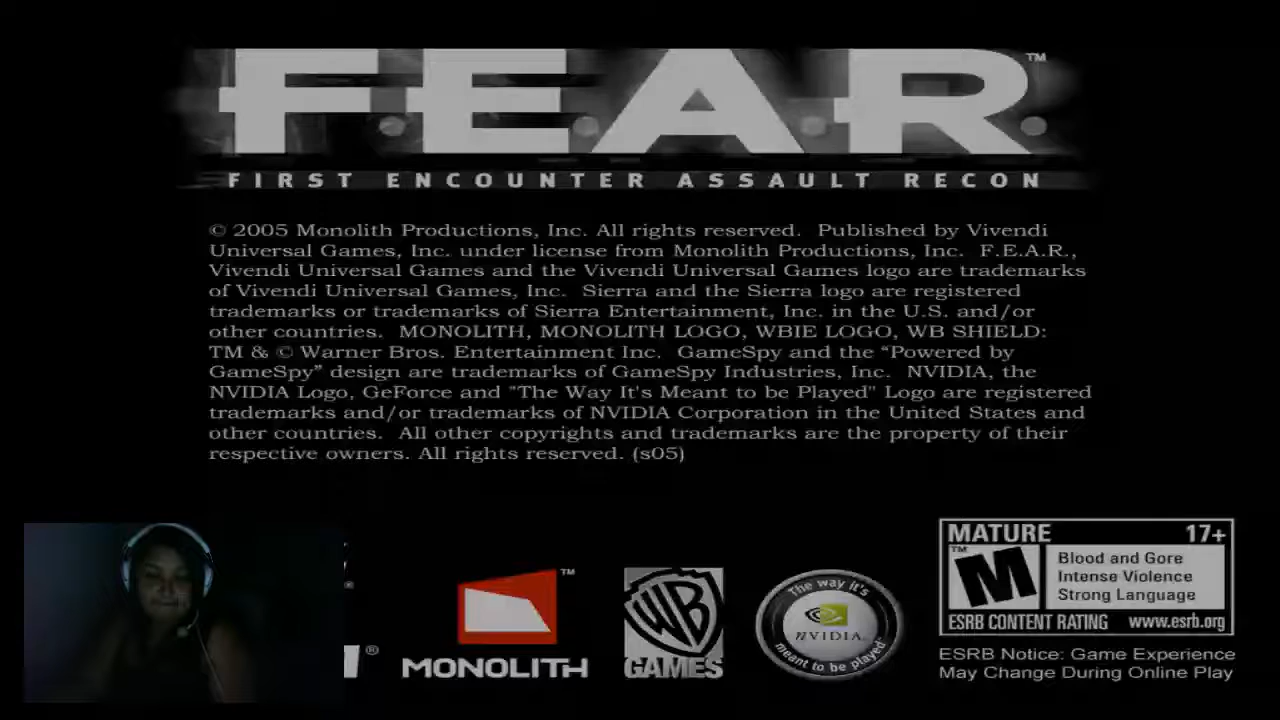 F.E.A.R.™
FIRST ENCOUNTER ASSAULT RECON
© 2005 Monolith Productions, Inc. All rights reserved.  Published by Vivendi
Universal Games, Inc. under license from Monolith Productions, Inc.  F.E.A.R.,
Vivendi Universal Games and the Vivendi Universal Games logo are trademarks
of Vivendi Universal Games, Inc.  Sierra and the Sierra logo are registered
trademarks or trademarks of Sierra Entertainment, Inc. in the U.S. and/or
other countries.  MONOLITH, MONOLITH LOGO, WBIE LOGO, WB SHIELD:
TM & © Warner Bros. Entertainment Inc.  GameSpy and the “Powered by
GameSpy” design are trademarks of GameSpy Industries, Inc.  NVIDIA, the
NVIDIA Logo, GeForce and "The Way It's Meant to be Played" Logo are registered
trademarks and/or trademarks of NVIDIA Corporation in the United States and
other countries.  All other copyrights and trademarks are the property of their
respective owners. All rights reserved. (s05)
®
®
™
MONOLITH
WB
GAMES
The way it's
NVIDIA
meant to be played
MATURE 17+
™
M
Blood and Gore
Intense Violence
Strong Language
ESRB CONTENT RATING www.esrb.org
ESRB Notice: Game Experience
May Change During Online Play